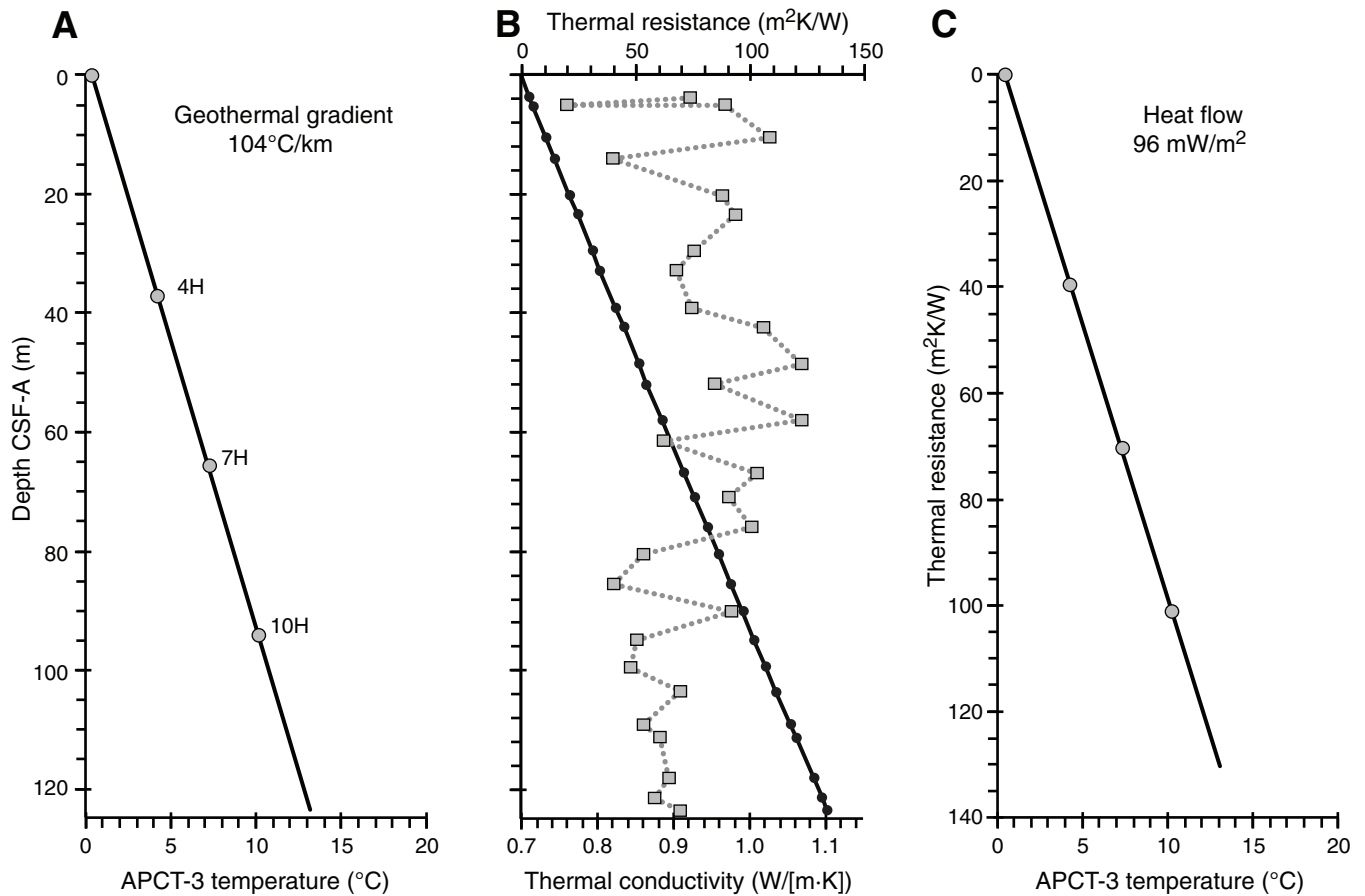 A
Geothermal gradient
104°C/km
0
20
40
60
80
100
120
Depth CSF-A (m)
4H
7H
10H
0 5 10 15 20
APCT-3 temperature (°C)
B
Thermal resistance (m²K/W)
0 50 100 150
0.7 0.8 0.9 1.0 1.1
Thermal conductivity (W/[m·K])
C
Heat flow
96 mW/m²
0
20
40
60
80
100
120
140
Thermal resistance (m²K/W)
0 5 10 15 20
APCT-3 temperature (°C)